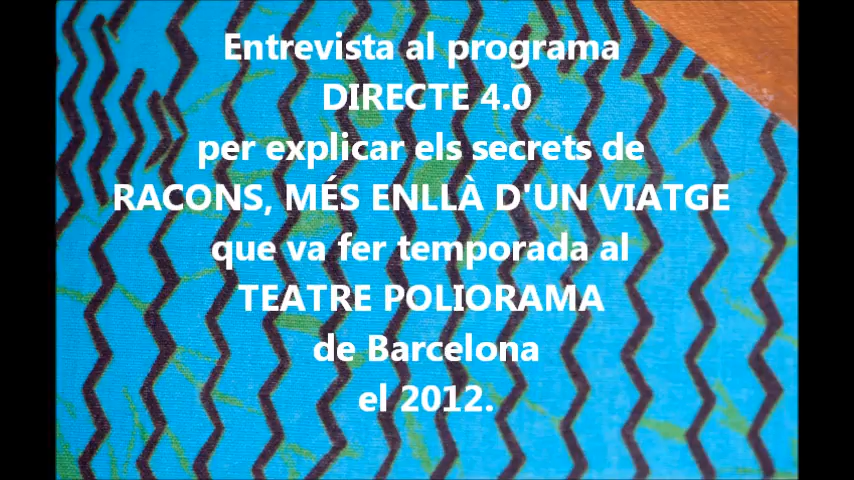 Entrevista al programa
DIRECTE 4.0
per explicar els secrets de
RACONS, MÉS ENLLÀ D'UN VIATGE
que va fer temporada al
TEATRE POLIORAMA
de Barcelona
el 2012.